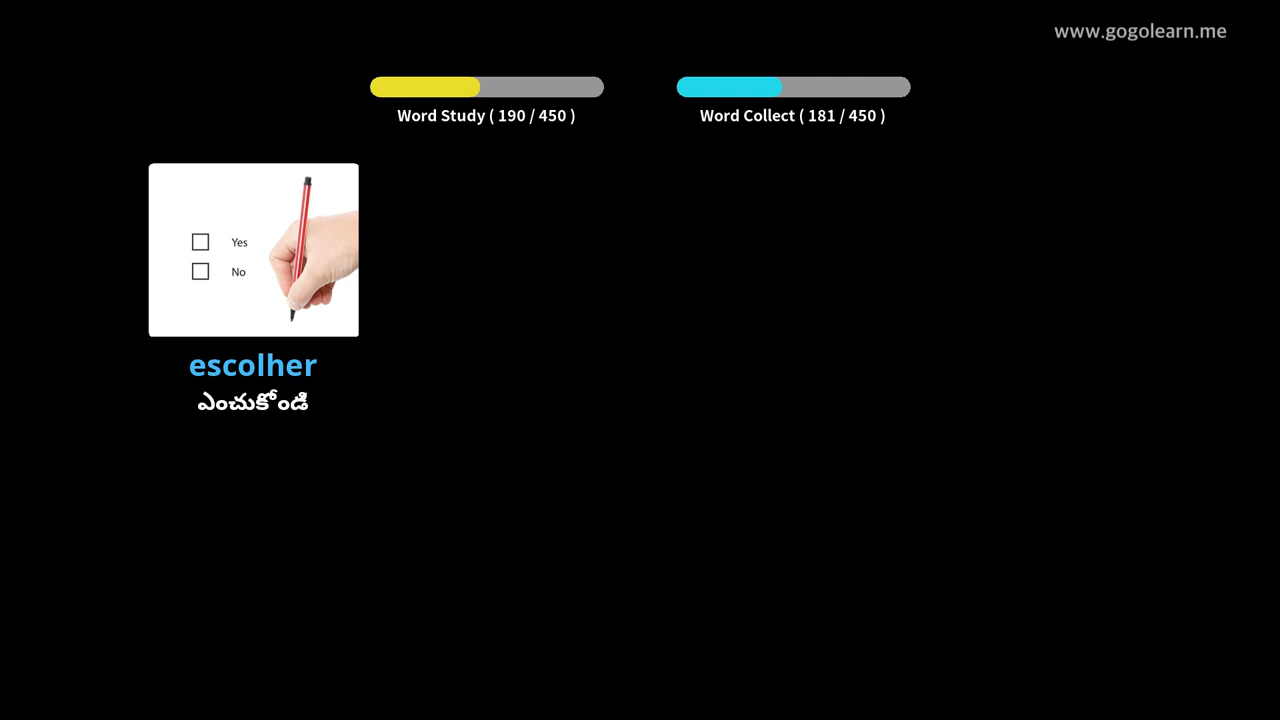 www.gogolearn.me
Word Study ( 190 / 450 )
Word Collect ( 181 / 450 )
Yes
No
escolher
ఎంచుకోండి